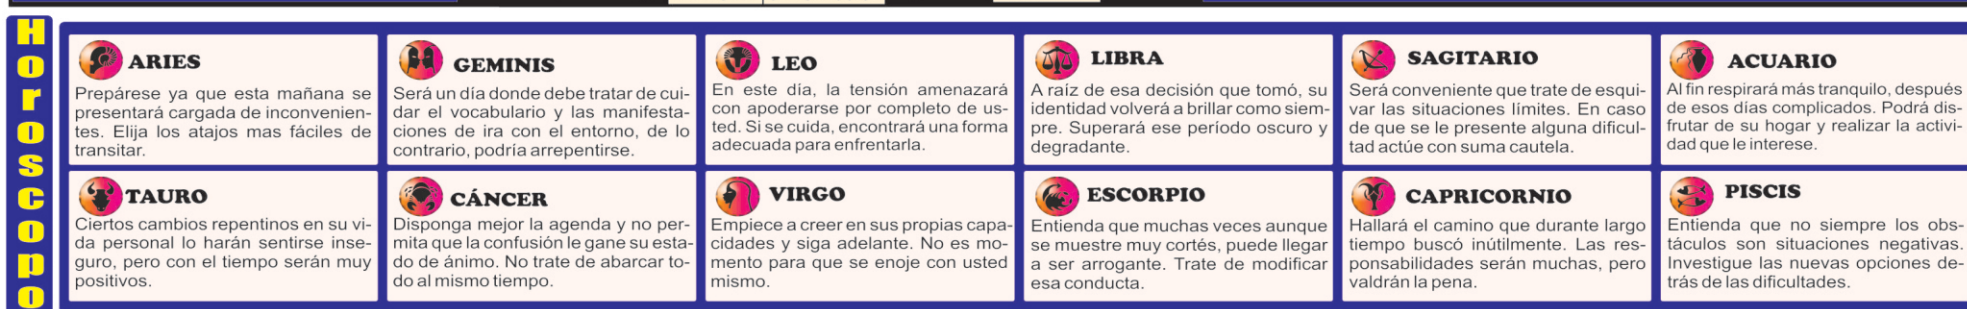 Horoscopo
ARIES
Prepárese ya que esta mañana se
presentará cargada de inconvenien-
tes. Elija los atajos mas fáciles de
transitar.
TAURO
Ciertos cambios repentinos en su vi-
da personal lo harán sentirse inse-
guro, pero con el tiempo serán muy
positivos.
GEMINIS
Será un día donde debe tratar de cui-
dar el vocabulario y las manifesta-
ciones de ira con el entorno, de lo
contrario, podría arrepentirse.
CÁNCER
Disponga mejor la agenda y no per-
mita que la confusión le gane su esta-
do de ánimo. No trate de abarcar to-
do al mismo tiempo.
LEO
En este día, la tensión amenazará
con apoderarse por completo de us-
ted. Si se cuida, encontrará una forma
adecuada para enfrentarla.
VIRGO
Empiece a creer en sus propias capa-
cidades y siga adelante. No es mo-
mento para que se enoje con usted
mismo.
LIBRA
A raíz de esa decisión que tomó, su
identidad volverá a brillar como siem-
pre. Superará ese período oscuro y
degradante.
ESCORPIO
Entienda que muchas veces aunque
se muestre muy cortés, puede llegar
a ser arrogante. Trate de modificar
esa conducta.
SAGITARIO
Será conveniente que trate de esqui-
var las situaciones límites. En caso
de que se le presente alguna dificul-
tad actúe con suma cautela.
CAPRICORNIO
Hallará el camino que durante largo
tiempo buscó inútilmente. Las res-
ponsabilidades serán muchas, pero
valdrán la pena.
ACUARIO
Al fin respirará más tranquilo, después
de esos días complicados. Podrá dis-
frutar de su hogar y realizar la activi-
dad que le interese.
PISCIS
Entienda que no siempre los obs-
táculos son situaciones negativas.
Investigue las nuevas opciones de-
trás de las dificultades.